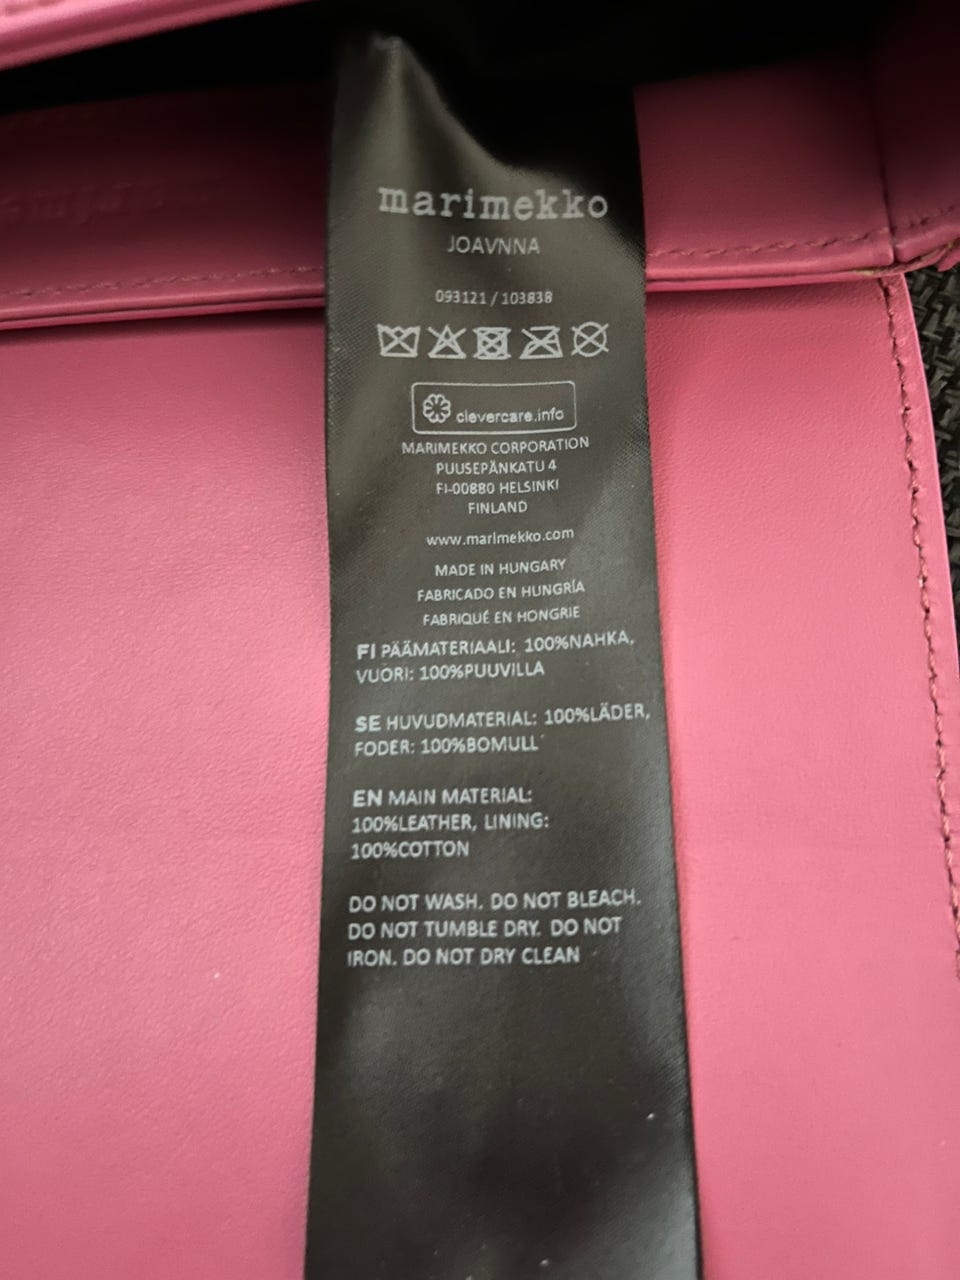 marimekko
JOAVNNA
093121 / 103838
clevercare.info
MARIMEKKO CORPORATION
PUUSEPÄNKATU 4
FI-00880 HELSINKI
FINLAND
www.marimekko.com
MADE IN HUNGARY
FABRICADO EN HUNGRÍA
FABRIQUÉ EN HONGRIE
FI PÄÄMATERIAALI: 100%NAHKA,
VUORI: 100%PUUVILLA
SE HUVUDMATERIAL: 100%LÄDER,
FODER: 100%BOMULL
EN MAIN MATERIAL:
100%LEATHER, LINING:
100%COTTON
DO NOT WASH. DO NOT BLEACH.
DO NOT TUMBLE DRY. DO NOT
IRON. DO NOT DRY CLEAN